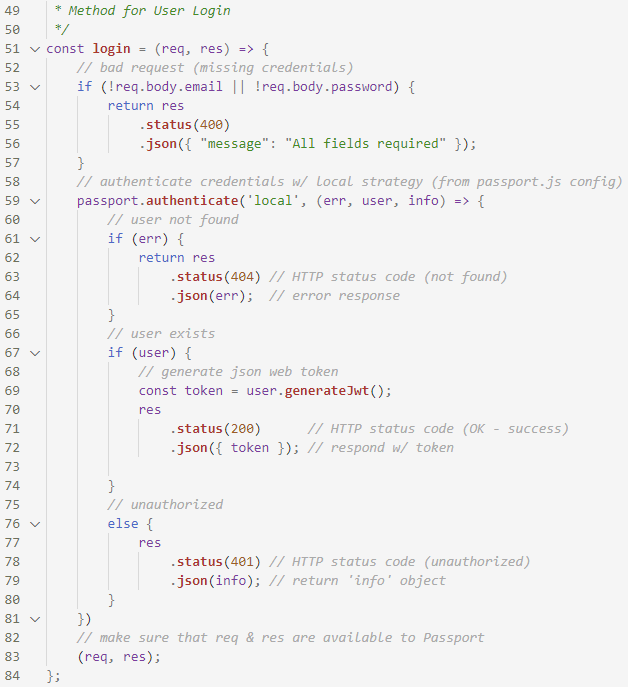 49 * Method for User Login
50 */
51 const login = (req, res) => {
52 // bad request (missing credentials)
53 if (!req.body.email || !req.body.password) {
54 return res
55 .status(400)
56 .json({ "message": "All fields required" });
57 }
58 // authenticate credentials w/ local strategy (from passport.js config)
59 passport.authenticate('local', (err, user, info) => {
60 // user not found
61 if (err) {
62 return res
63 .status(404) // HTTP status code (not found)
64 .json(err); // error response
65 }
66 // user exists
67 if (user) {
68 // generate json web token
69 const token = user.generateJwt();
70 res
71 .status(200) // HTTP status code (OK - success)
72 .json({ token }); // respond w/ token
73
74 }
75 // unauthorized
76 else {
77 res
78 .status(401) // HTTP status code (unauthorized)
79 .json(info); // return 'info' object
80 }
81 })
82 // make sure that req & res are available to Passport
83 (req, res);
84 };